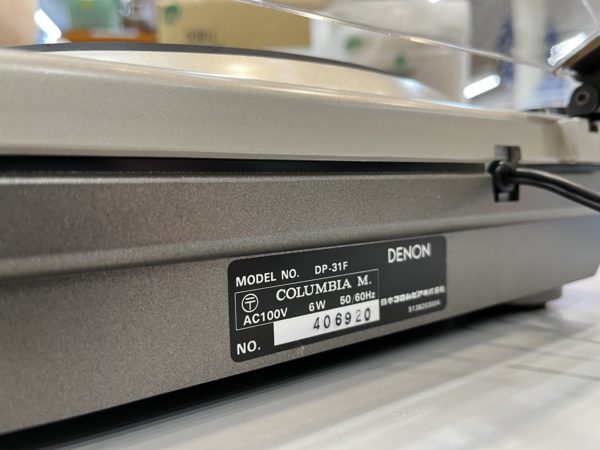 MODEL NO. DP-31F
DENON
〒 COLUMBIA M.
AC100V 6W 50/60Hz
日本コロムビア株式会社
NO. 406920